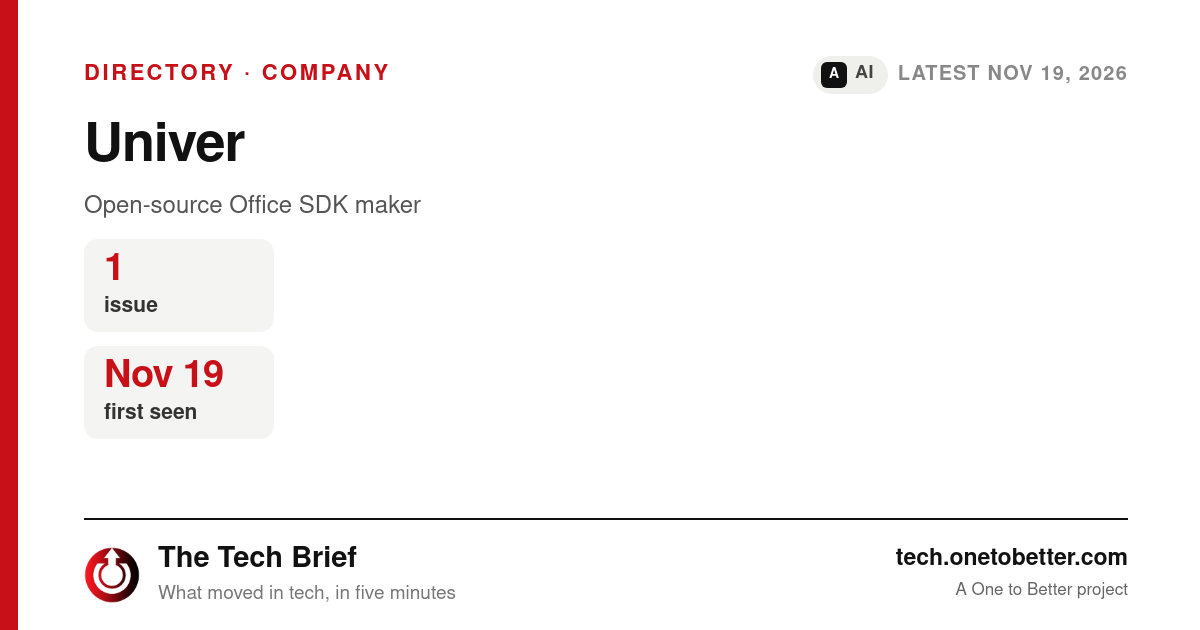 DIRECTORY · COMPANY
A AI LATEST NOV 19, 2026
Univer
Open-source Office SDK maker
1
issue
Nov 19
first seen
The Tech Brief
What moved in tech, in five minutes
tech.onetobetter.com
A One to Better project